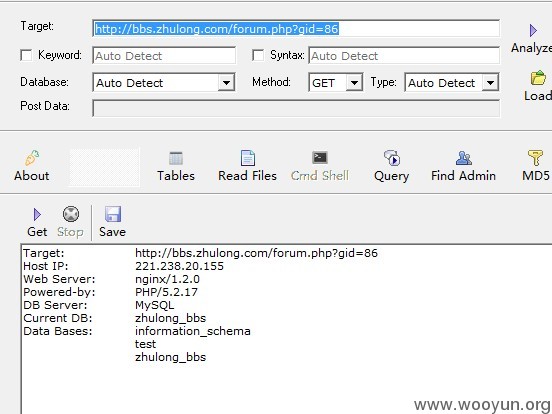 Target: http://bbs.zhulong.com/forum.php?gid=86
Analyze
Keyword: Auto Detect Syntax: Auto Detect
Database: Auto Detect Method: GET Type: Auto Detect
Load
Post Data:
About Tables Read Files Cmd Shell Query Find Admin MD5
Get Stop Save
Target: http://bbs.zhulong.com/forum.php?gid=86
Host IP: 221.238.20.155
Web Server: nginx/1.2.0
Powered-by: PHP/5.2.17
DB Server: MySQL
Current DB: zhulong_bbs
Data Bases: information_schema
test
zhulong_bbs
www.wooyun.org